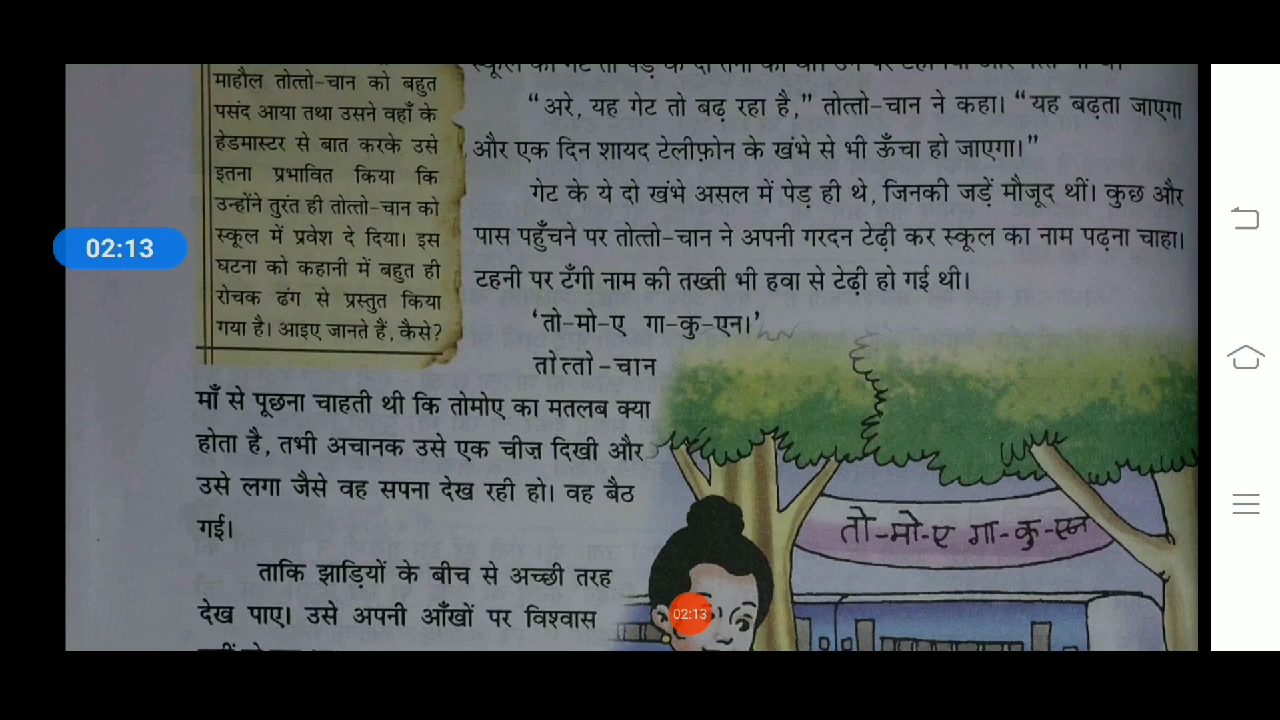 माहौल तोत्तो-चान को बहुत
पसंद आया तथा उसने वहाँ के
हेडमास्टर से बात करके उसे
इतना प्रभावित किया कि
उन्होंने तुरंत ही तोत्तो-चान को
स्कूल में प्रवेश दे दिया। इस
घटना को कहानी में बहुत ही
रोचक ढंग से प्रस्तुत किया
गया है। आइए जानते हैं, कैसे?
“अरे, यह गेट तो बढ़ रहा है,” तोत्तो-चान ने कहा। “यह बढ़ता जाएगा
और एक दिन शायद टेलीफ़ोन के खंभे से भी ऊँचा हो जाएगा।”
गेट के ये दो खंभे असल में पेड़ ही थे, जिनकी जड़ें मौजूद थीं। कुछ और
पास पहुँचने पर तोत्तो-चान ने अपनी गरदन टेढ़ी कर स्कूल का नाम पढ़ना चाहा।
टहनी पर टँगी नाम की तख्ती भी हवा से टेढ़ी हो गई थी।
‘तो-मो-ए गा-कु-एन।’
तोत्तो-चान
माँ से पूछना चाहती थी कि तोमोए का मतलब क्या
होता है, तभी अचानक उसे एक चीज़ दिखी और
उसे लगा जैसे वह सपना देख रही हो। वह बैठ
गई।
ताकि झाड़ियों के बीच से अच्छी तरह
देख पाए। उसे अपनी आँखों पर विश्वास
तो-मो-ए गा-कु-एन
02:13
02:13